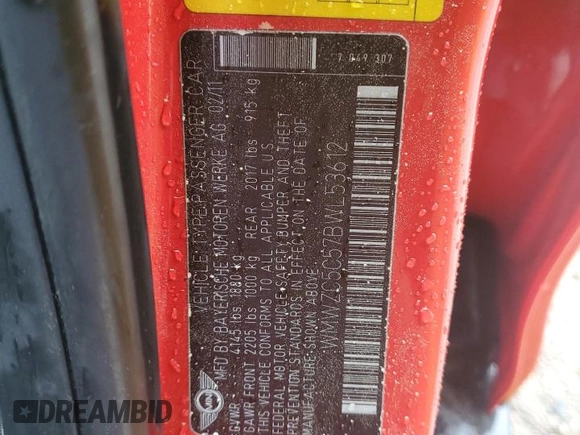 VEHICLE TYPE: PASSENGER CAR
MFD BY BAYERISCHE MOTOREN WERKE AG 02/11
GVWR 4145 lbs 1880 kg
GAWR FRONT 2205 lbs 1000 kg REAR 2017 lbs 915 kg
THIS VEHICLE CONFORMS TO ALL APPLICABLE U.S.
FEDERAL MOTOR VEHICLE SAFETY, BUMPER AND THEFT
PREVENTION STANDARDS IN EFFECT ON THE DATE OF
MANUFACTURE SHOWN ABOVE.
WMWZC5C57BWL53612
7 049 307
DREAMBID
DREAMBID